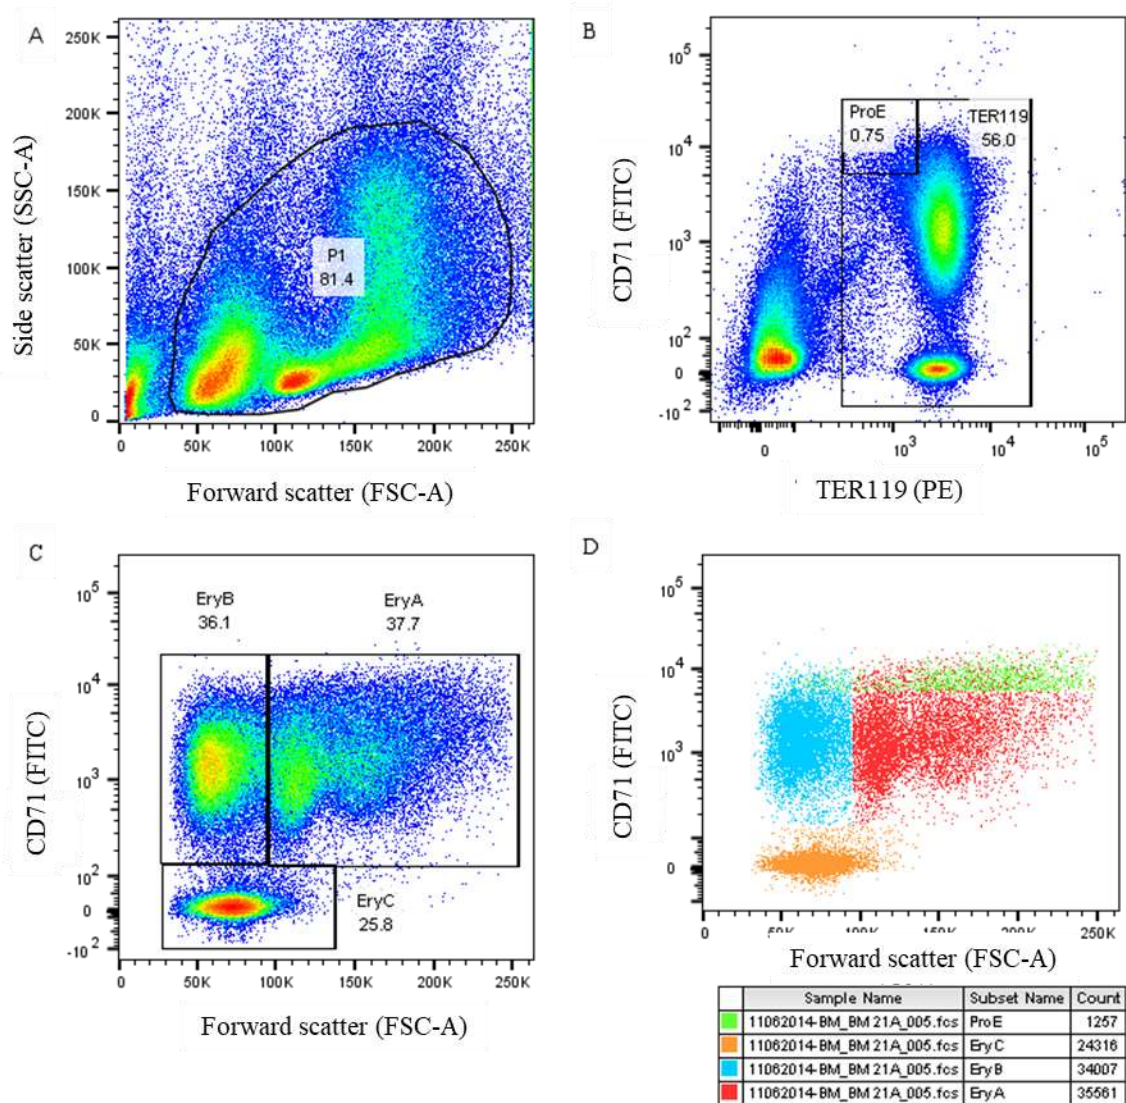 A
250K
200K
150K
100K
50K
0
P1
81.4
0
50K
100K
150K
200K
250K
Side scatter (SSC-A)
Forward scatter (FSC-A)
B
10^5
10^4
10^3
10^2
0
-10^2
ProE
0.75
TER119
56.0
0
10^3
10^4
10^5
CD71 (FITC)
TER119 (PE)
C
10^5
10^4
10^3
10^2
0
-10^2
EryB
36.1
EryA
37.7
EryC
25.8
0
50K
100K
150K
200K
250K
CD71 (FITC)
Forward scatter (FSC-A)
D
10^5
10^4
10^3
0
0
250K
CD71 (FITC)
Forward scatter (FSC-A)
Sample Name Subset Name Count
11062014-BM_BM 21A_005.fcs ProE 1257
11062014-BM_BM 21A_005.fcs EryC 24316
11062014-BM_BM 21A_005.fcs EryB 34007
11062014-BM_BM 21A_005.fcs EryA 35561